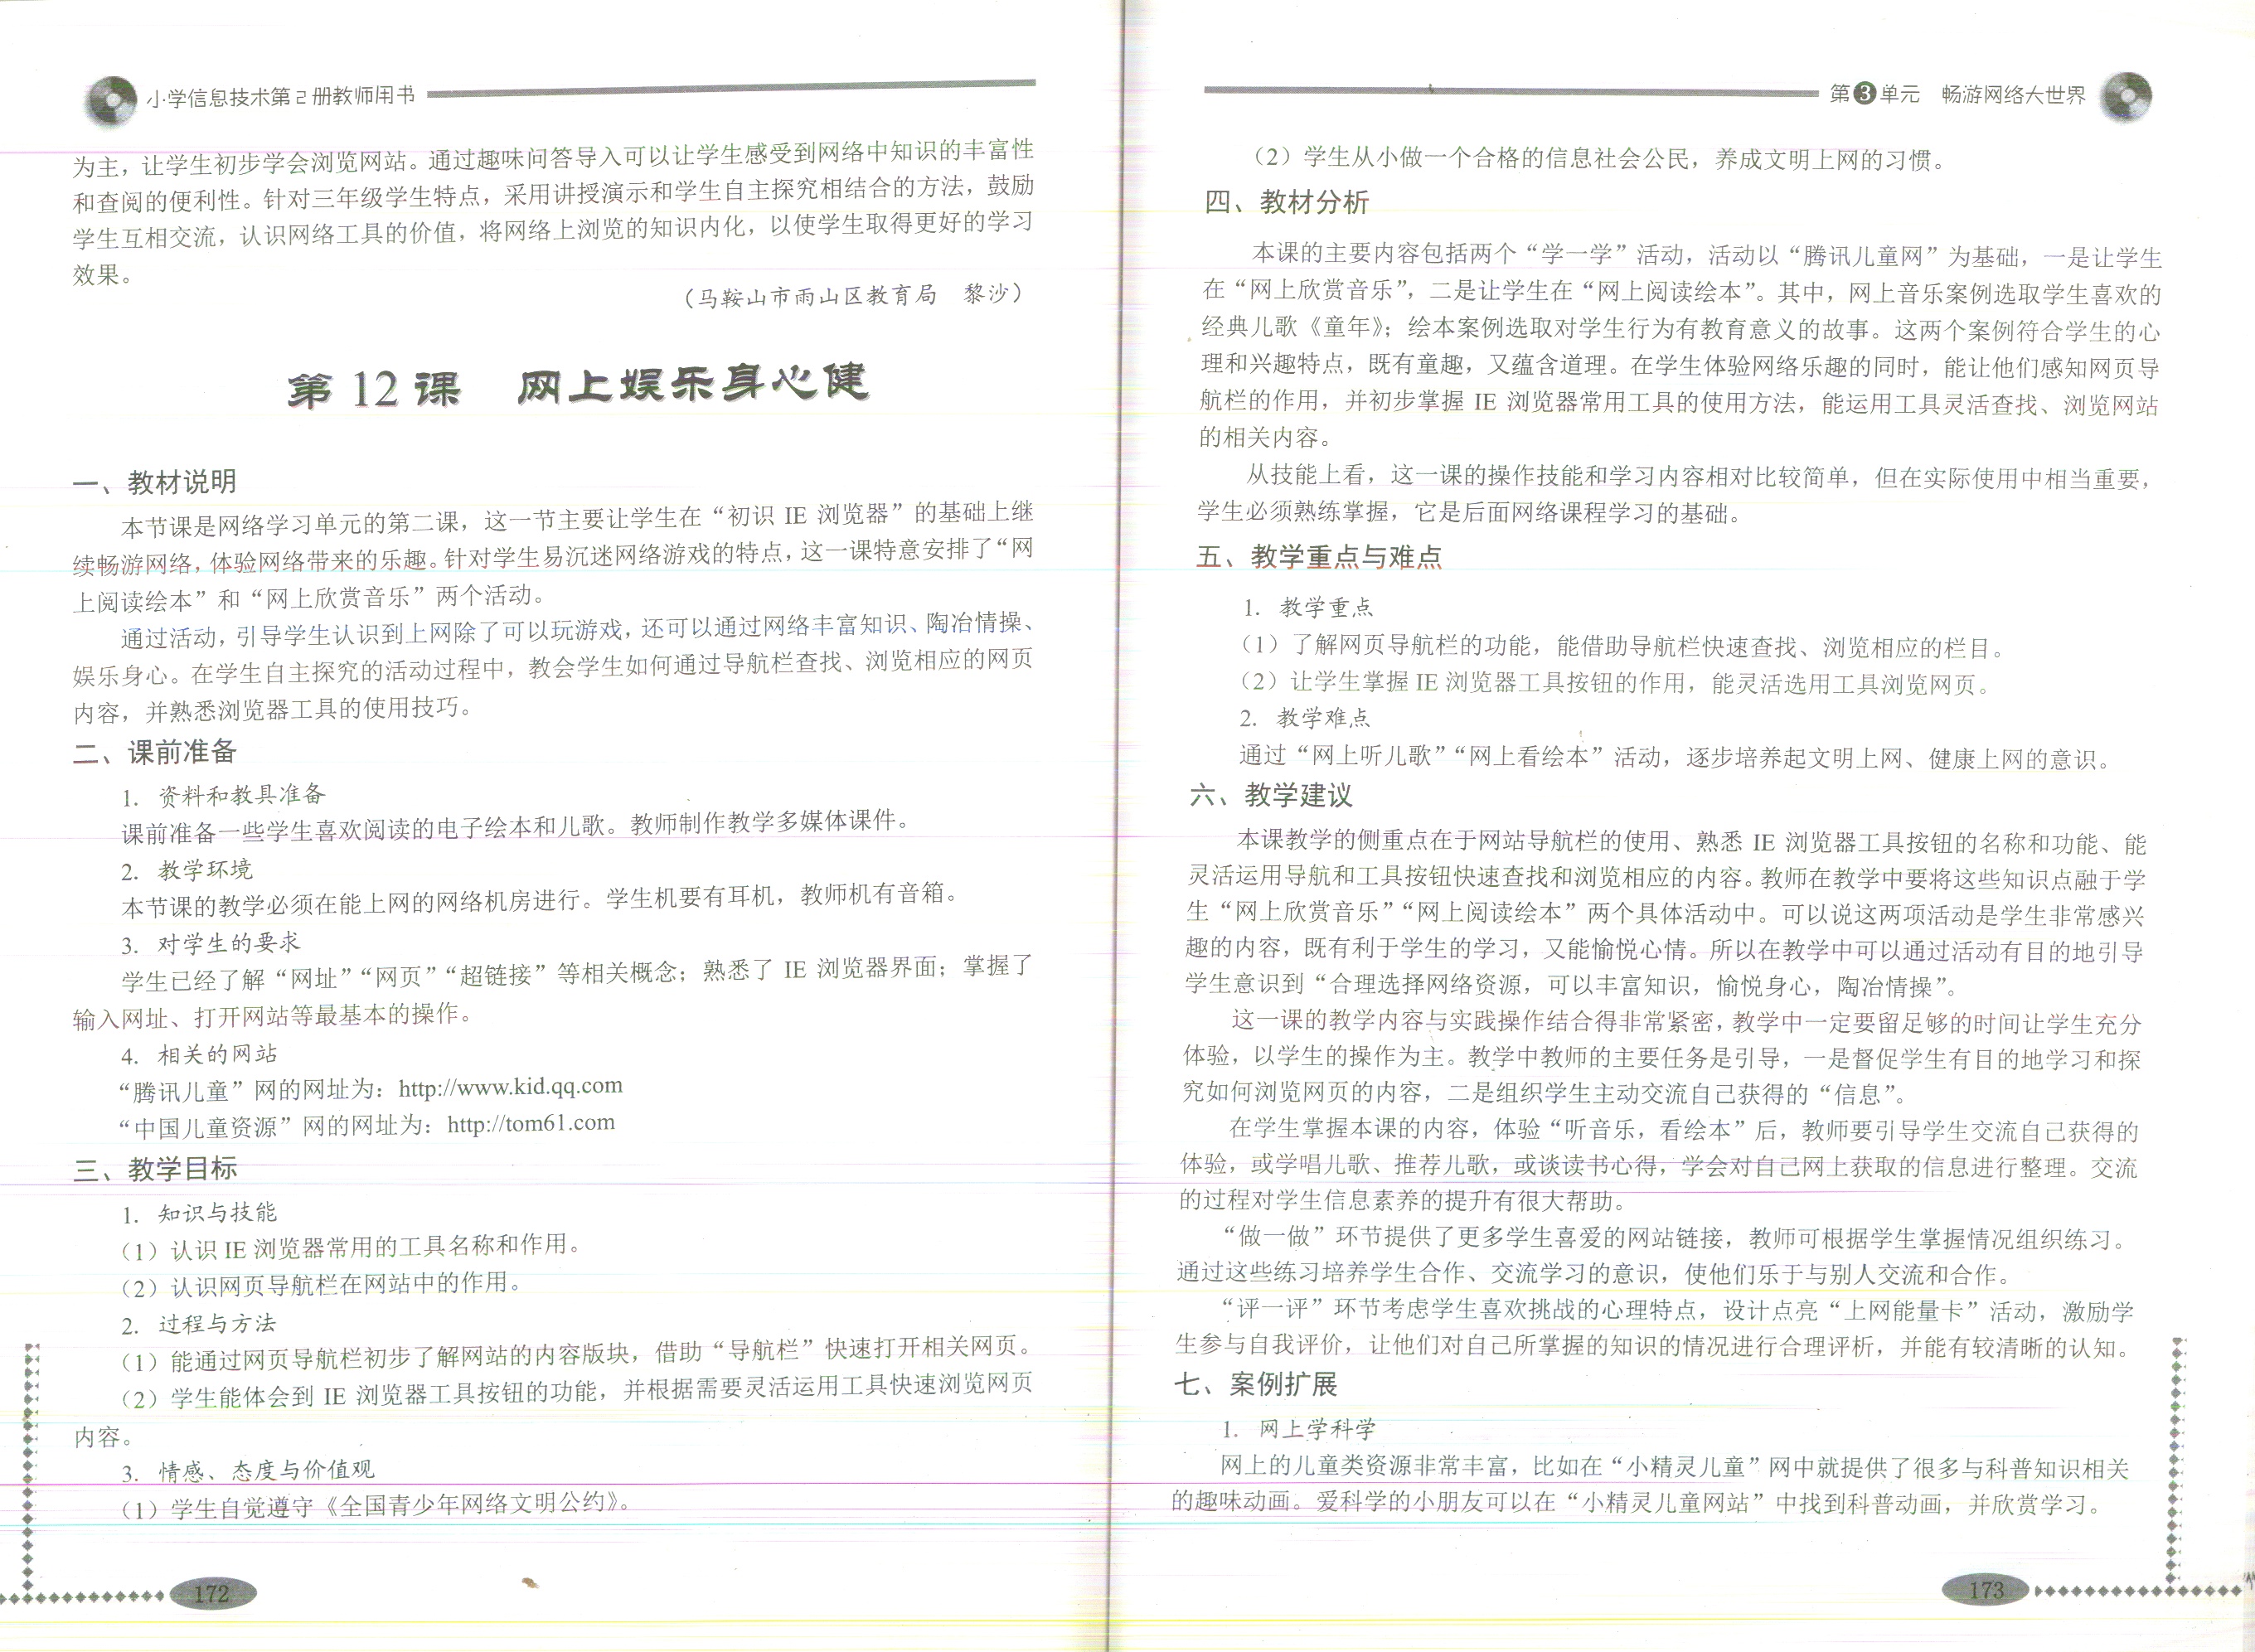 小学信息技术第2册教师用书
为主，让学生初步学会浏览网站。通过趣味问答导入可以让学生感受到网络中知识的丰富性
和查阅的便利性。针对三年级学生特点，采用讲授演示和学生自主探究相结合的方法，鼓励
学生互相交流，认识网络工具的价值，将网络上浏览的知识内化，以使学生取得更好的学习
效果。
（马鞍山市雨山区教育局　黎沙）
第 12 课　网上娱乐身心健
一、教材说明
本节课是网络学习单元的第二课，这一节主要让学生在“初识 IE 浏览器”的基础上继
续畅游网络，体验网络带来的乐趣。针对学生易沉迷网络游戏的特点，这一课特意安排了“网
上阅读绘本”和“网上欣赏音乐”两个活动。
通过活动，引导学生认识到上网除了可以玩游戏，还可以通过网络丰富知识、陶冶情操、
娱乐身心。在学生自主探究的活动过程中，教会学生如何通过导航栏查找、浏览相应的网页
内容，并熟悉浏览器工具的使用技巧。
二、课前准备
1. 资料和教具准备
课前准备一些学生喜欢阅读的电子绘本和儿歌。教师制作教学多媒体课件。
2. 教学环境
本节课的教学必须在能上网的网络机房进行。学生机要有耳机，教师机有音箱。
3. 对学生的要求
学生已经了解“网址”“网页”“超链接”等相关概念；熟悉了 IE 浏览器界面；掌握了
输入网址、打开网站等最基本的操作。
4. 相关的网站
“腾讯儿童”网的网址为：http://www.kid.qq.com
“中国儿童资源”网的网址为：http://tom61.com
三、教学目标
1. 知识与技能
（1）认识 IE 浏览器常用的工具名称和作用。
（2）认识网页导航栏在网站中的作用。
2. 过程与方法
（1）能通过网页导航栏初步了解网站的内容版块，借助“导航栏”快速打开相关网页。
（2）学生能体会到 IE 浏览器工具按钮的功能，并根据需要灵活运用工具快速浏览网页
内容。
3. 情感、态度与价值观
（1）学生自觉遵守《全国青少年网络文明公约》。
172
第3单元　畅游网络大世界
（2）学生从小做一个合格的信息社会公民，养成文明上网的习惯。
四、教材分析
本课的主要内容包括两个“学一学”活动，活动以“腾讯儿童网”为基础，一是让学生
在“网上欣赏音乐”，二是让学生在“网上阅读绘本”。其中，网上音乐案例选取学生喜欢的
经典儿歌《童年》；绘本案例选取对学生行为有教育意义的故事。这两个案例符合学生的心
理和兴趣特点，既有童趣，又蕴含道理。在学生体验网络乐趣的同时，能让他们感知网页导
航栏的作用，并初步掌握 IE 浏览器常用工具的使用方法，能运用工具灵活查找、浏览网站
的相关内容。
从技能上看，这一课的操作技能和学习内容相对比较简单，但在实际使用中相当重要，
学生必须熟练掌握，它是后面网络课程学习的基础。
五、教学重点与难点
1. 教学重点
（1）了解网页导航栏的功能，能借助导航栏快速查找、浏览相应的栏目。
（2）让学生掌握 IE 浏览器工具按钮的作用，能灵活选用工具浏览网页。
2. 教学难点
通过“网上听儿歌”“网上看绘本”活动，逐步培养起文明上网、健康上网的意识。
六、教学建议
本课教学的侧重点在于网站导航栏的使用、熟悉 IE 浏览器工具按钮的名称和功能、能
灵活运用导航和工具按钮快速查找和浏览相应的内容。教师在教学中要将这些知识点融于学
生“网上欣赏音乐”“网上阅读绘本”两个具体活动中。可以说这两项活动是学生非常感兴
趣的内容，既有利于学生的学习，又能愉悦心情。所以在教学中可以通过活动有目的地引导
学生意识到“合理选择网络资源，可以丰富知识，愉悦身心，陶冶情操”。
这一课的教学内容与实践操作结合得非常紧密，教学中一定要留足够的时间让学生充分
体验，以学生的操作为主。教学中教师的主要任务是引导，一是督促学生有目的地学习和探
究如何浏览网页的内容，二是组织学生主动交流自己获得的“信息”。
在学生掌握本课的内容，体验“听音乐，看绘本”后，教师要引导学生交流自己获得的
体验，或学唱儿歌、推荐儿歌，或谈读书心得，学会对自己网上获取的信息进行整理。交流
的过程对学生信息素养的提升有很大帮助。
“做一做”环节提供了更多学生喜爱的网站链接，教师可根据学生掌握情况组织练习。
通过这些练习培养学生合作、交流学习的意识，使他们乐于与别人交流和合作。
“评一评”环节考虑学生喜欢挑战的心理特点，设计点亮“上网能量卡”活动，激励学
生参与自我评价，让他们对自己所掌握的知识的情况进行合理评析，并能有较清晰的认知。
七、案例扩展
1. 网上学科学
网上的儿童类资源非常丰富，比如在“小精灵儿童”网中就提供了很多与科普知识相关
的趣味动画。爱科学的小朋友可以在“小精灵儿童网站”中找到科普动画，并欣赏学习。
173